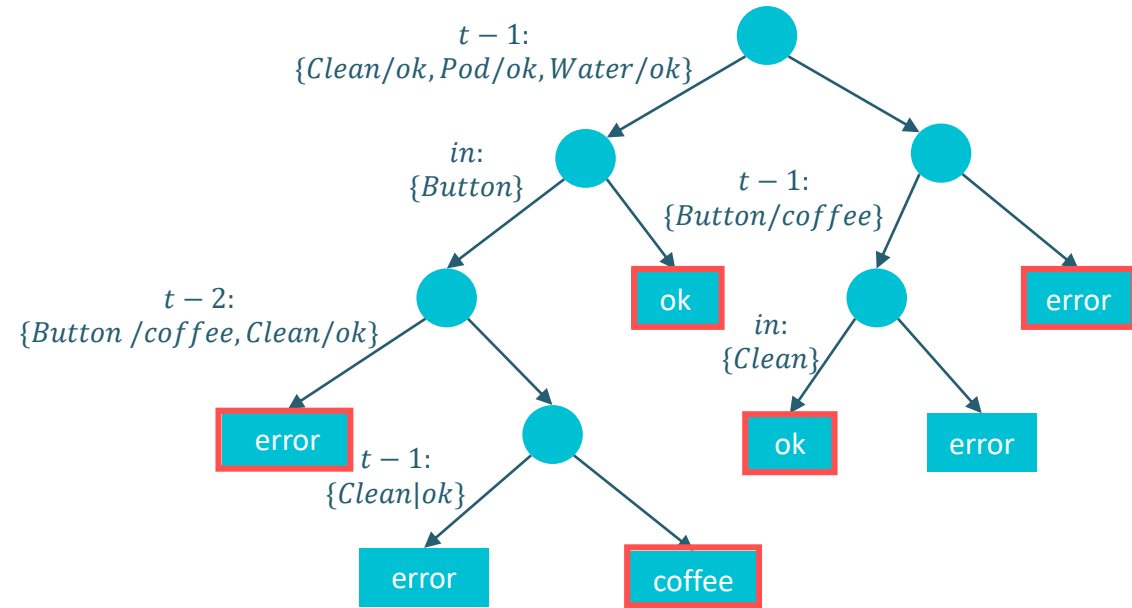 t − 1:
{Clean/ok, Pod/ok, Water/ok}
in:
{Button}
t − 1:
{Button/coffee}
t − 2:
{Button /coffee, Clean/ok}
ok
error
in:
{Clean}
error
ok
error
t − 1:
{Clean|ok}
error
coffee